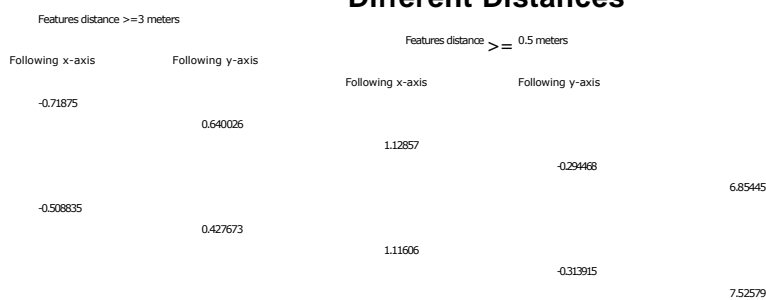 Different Distances
Features distance >=3 meters
Features distance >= 0.5 meters
Following x-axis Following y-axis
Following x-axis Following y-axis
-0.71875
0.640026
1.12857
-0.294468
6.85445
-0.508835
0.427673
1.11606
-0.313915
7.52579